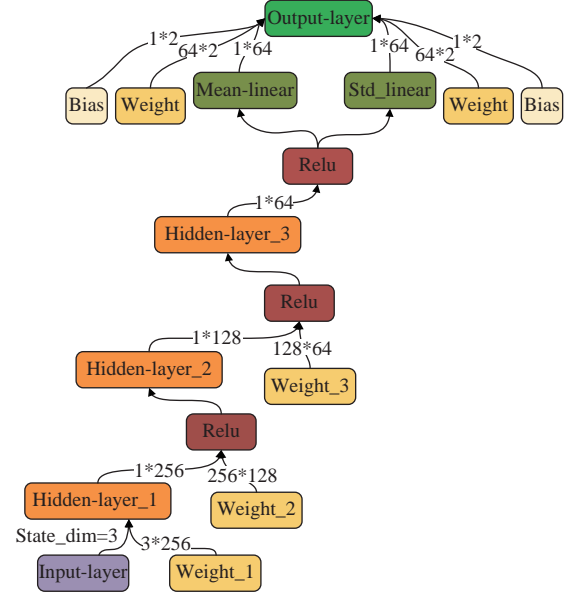 Output-layer
1*2
64*2
1*64
1*64
64*2
1*2
Bias
Weight
Mean-linear
Std_linear
Weight
Bias
Relu
1*64
Hidden-layer_3
Relu
1*128
128*64
Hidden-layer_2
Weight_3
Relu
1*256
256*128
Hidden-layer_1
Weight_2
State_dim=3
3*256
Input-layer
Weight_1